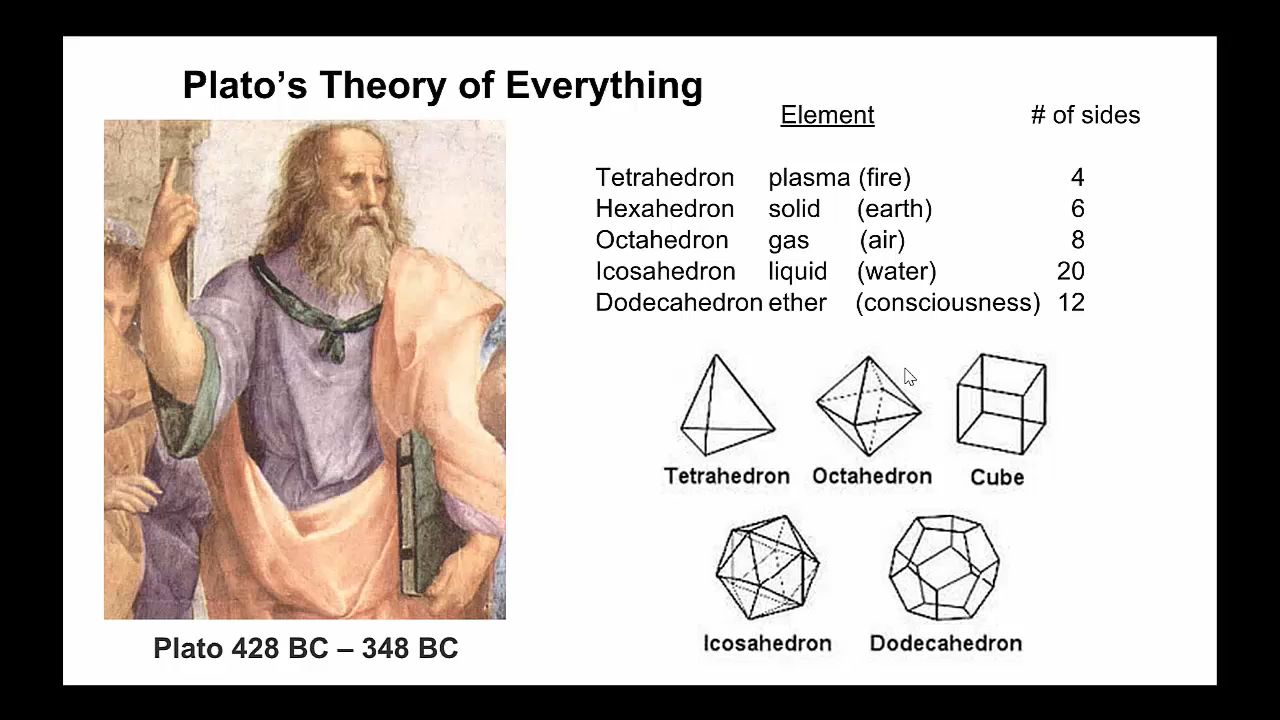 Plato's Theory of Everything
Element # of sides
Tetrahedron plasma (fire) 4
Hexahedron solid (earth) 6
Octahedron gas (air) 8
Icosahedron liquid (water) 20
Dodecahedron ether (consciousness) 12
Tetrahedron Octahedron Cube
Icosahedron Dodecahedron
Plato 428 BC – 348 BC